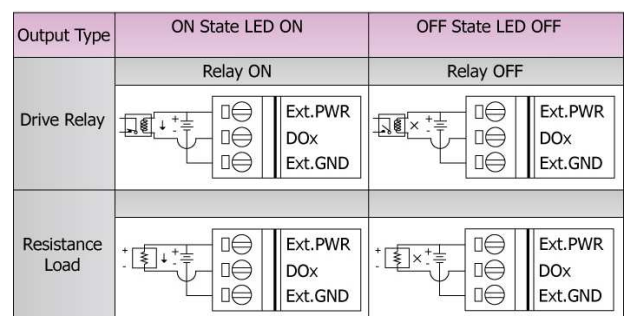 Output Type ON State LED ON OFF State LED OFF
Relay ON Relay OFF
Drive Relay
+ Ext.PWR + Ext.PWR
- DOx - DOx
Ext.GND Ext.GND
Resistance
Load
+ + Ext.PWR + + Ext.PWR
- - DOx - - DOx
Ext.GND Ext.GND